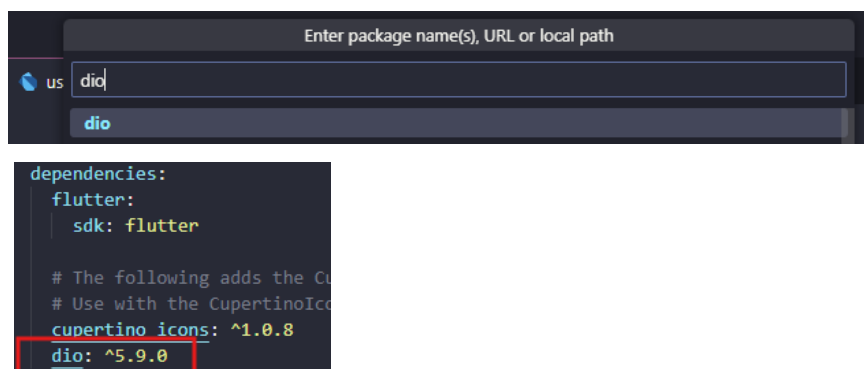 Enter package name(s), URL or local path
us dio
dio
dependencies:
flutter:
sdk: flutter
# The following adds the Cu
# Use with the CupertinoIco
cupertino_icons: ^1.0.8
dio: ^5.9.0